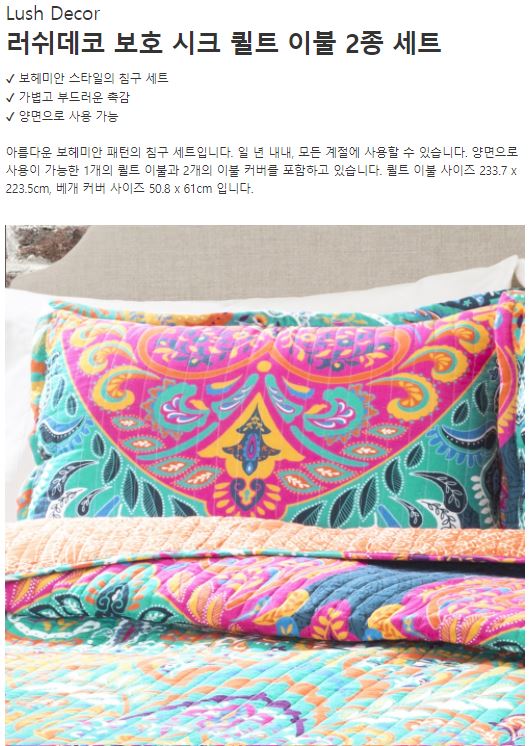 Lush Decor
러쉬데코 보호 시크 퀼트 이불 2종 세트
✓ 보헤미안 스타일의 침구 세트
✓ 가볍고 부드러운 촉감
✓ 양면으로 사용 가능
아름다운 보헤미안 패턴의 침구 세트입니다. 일 년 내내, 모든 계절에 사용할 수 있습니다. 양면으로
사용이 가능한 1개의 퀼트 이불과 2개의 이불 커버를 포함하고 있습니다. 퀼트 이불 사이즈 233.7 x
223.5cm, 베개 커버 사이즈 50.8 x 61cm 입니다.